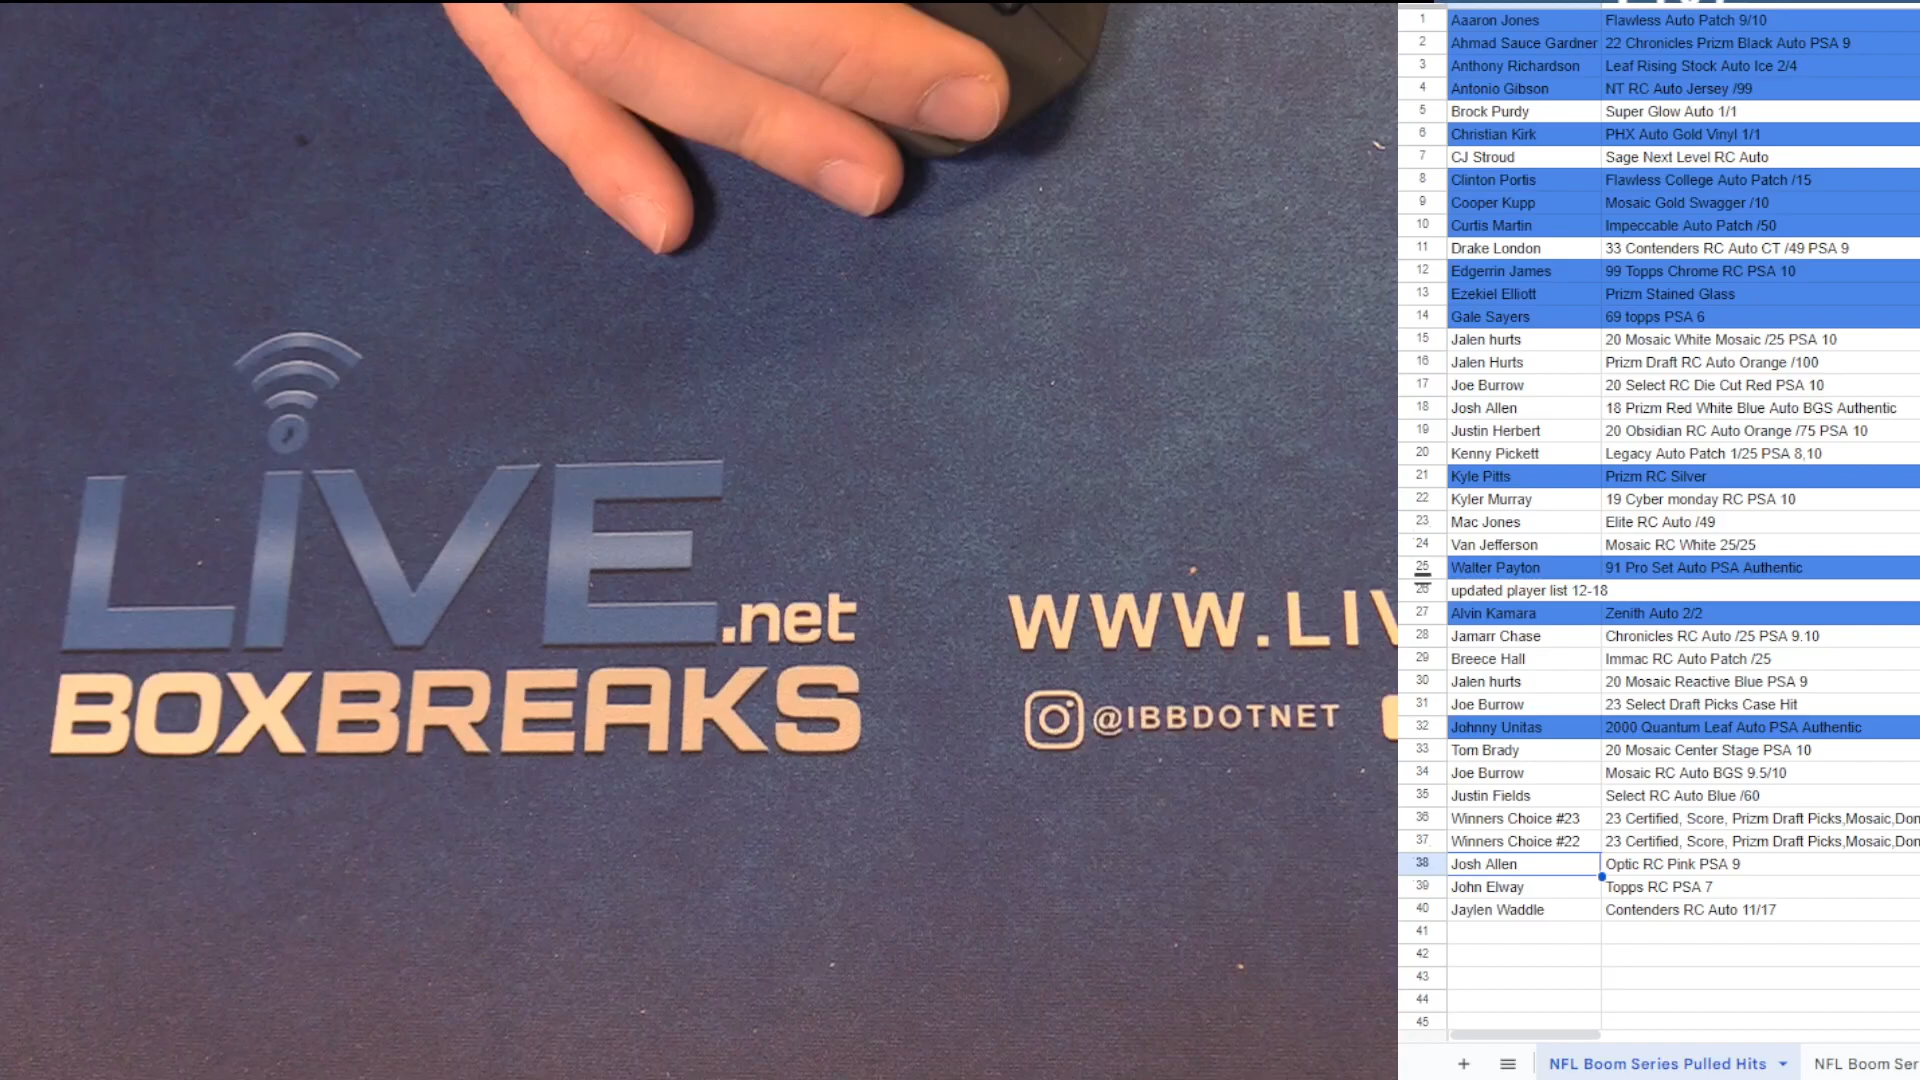 LIVE.net
BOXBREAKS
WWW.LIV
@IBBDOTNET
1 Aaaron Jones Flawless Auto Patch 9/10
2 Ahmad Sauce Gardner 22 Chronicles Prizm Black Auto PSA 9
3 Anthony Richardson Leaf Rising Stock Auto Ice 2/4
4 Antonio Gibson NT RC Auto Jersey /99
5 Brock Purdy Super Glow Auto 1/1
6 Christian Kirk PHX Auto Gold Vinyl 1/1
7 CJ Stroud Sage Next Level RC Auto
8 Clinton Portis Flawless College Auto Patch /15
9 Cooper Kupp Mosaic Gold Swagger /10
10 Curtis Martin Impeccable Auto Patch /50
11 Drake London 33 Contenders RC Auto CT /49 PSA 9
12 Edgerrin James 99 Topps Chrome RC PSA 10
13 Ezekiel Elliott Prizm Stained Glass
14 Gale Sayers 69 topps PSA 6
15 Jalen hurts 20 Mosaic White Mosaic /25 PSA 10
16 Jalen Hurts Prizm Draft RC Auto Orange /100
17 Joe Burrow 20 Select RC Die Cut Red PSA 10
18 Josh Allen 18 Prizm Red White Blue Auto BGS Authentic
19 Justin Herbert 20 Obsidian RC Auto Orange /75 PSA 10
20 Kenny Pickett Legacy Auto Patch 1/25 PSA 8,10
21 Kyle Pitts Prizm RC Silver
22 Kyler Murray 19 Cyber monday RC PSA 10
23 Mac Jones Elite RC Auto /49
24 Van Jefferson Mosaic RC White 25/25
25 Walter Payton 91 Pro Set Auto PSA Authentic
26 updated player list 12-18
27 Alvin Kamara Zenith Auto 2/2
28 Jamarr Chase Chronicles RC Auto /25 PSA 9.10
29 Breece Hall Immac RC Auto Patch /25
30 Jalen hurts 20 Mosaic Reactive Blue PSA 9
31 Joe Burrow 23 Select Draft Picks Case Hit
32 Johnny Unitas 2000 Quantum Leaf Auto PSA Authentic
33 Tom Brady 20 Mosaic Center Stage PSA 10
34 Joe Burrow Mosaic RC Auto BGS 9.5/10
35 Justin Fields Select RC Auto Blue /60
36 Winners Choice #23 23 Certified, Score, Prizm Draft Picks,Mosaic,Don
37 Winners Choice #22 23 Certified, Score, Prizm Draft Picks,Mosaic,Don
38 Josh Allen Optic RC Pink PSA 9
39 John Elway Topps RC PSA 7
40 Jaylen Waddle Contenders RC Auto 11/17
41
42
43
44
45
NFL Boom Series Pulled Hits NFL Boom Ser